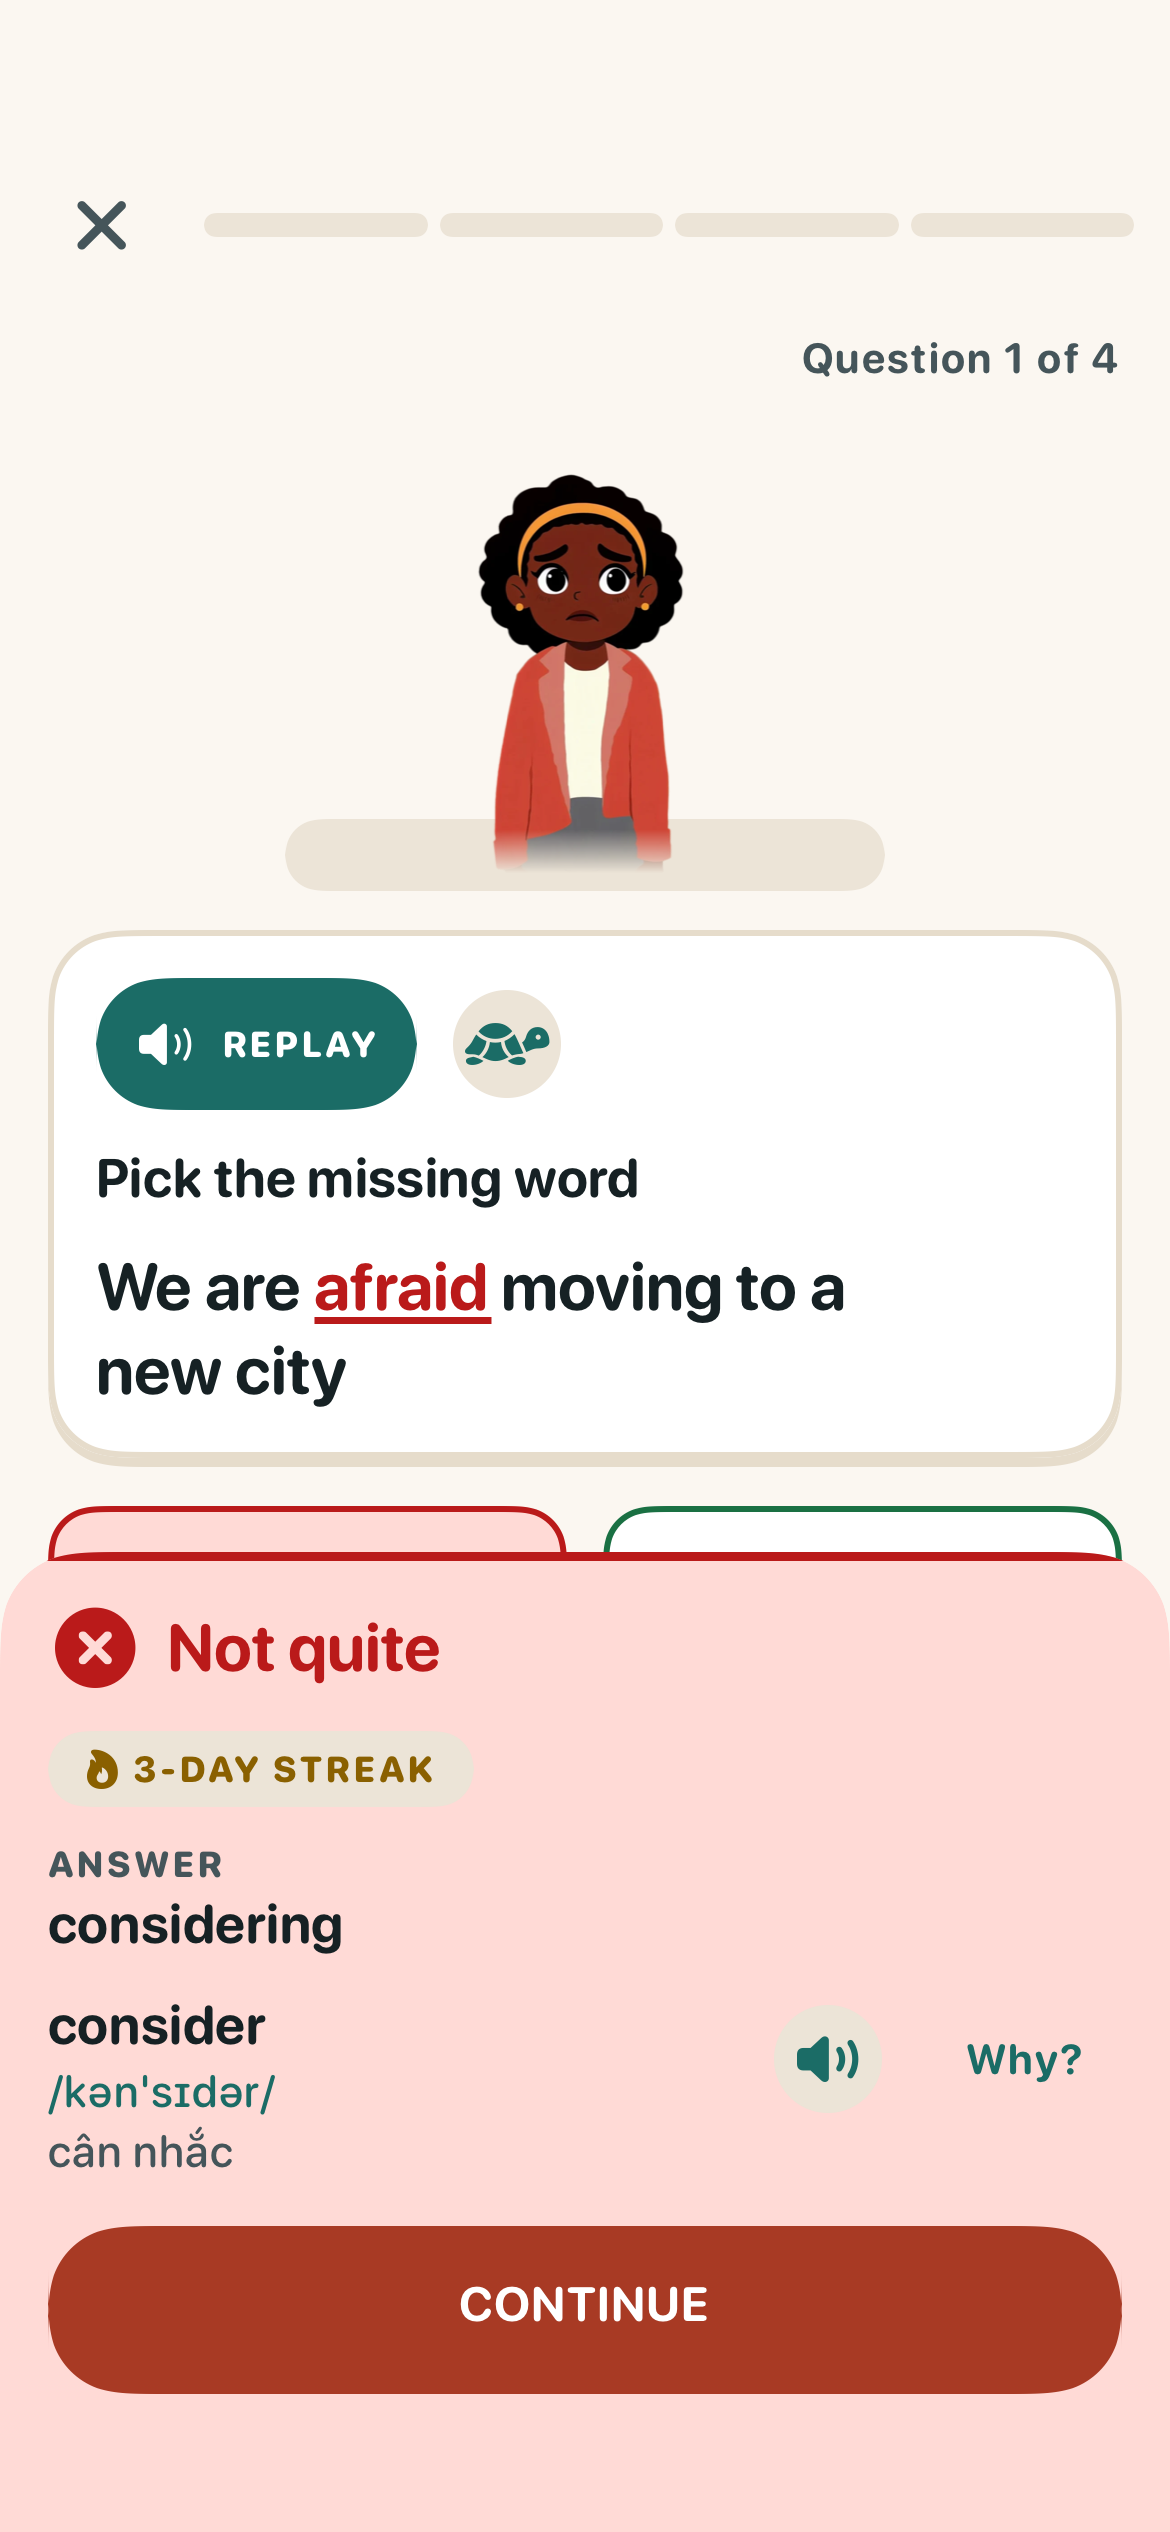 Question 1 of 4
REPLAY
Pick the missing word
We are afraid moving to a
new city
Not quite
3-DAY STREAK
ANSWER
considering
consider
/kən'sɪdər/
cân nhắc
Why?
CONTINUE